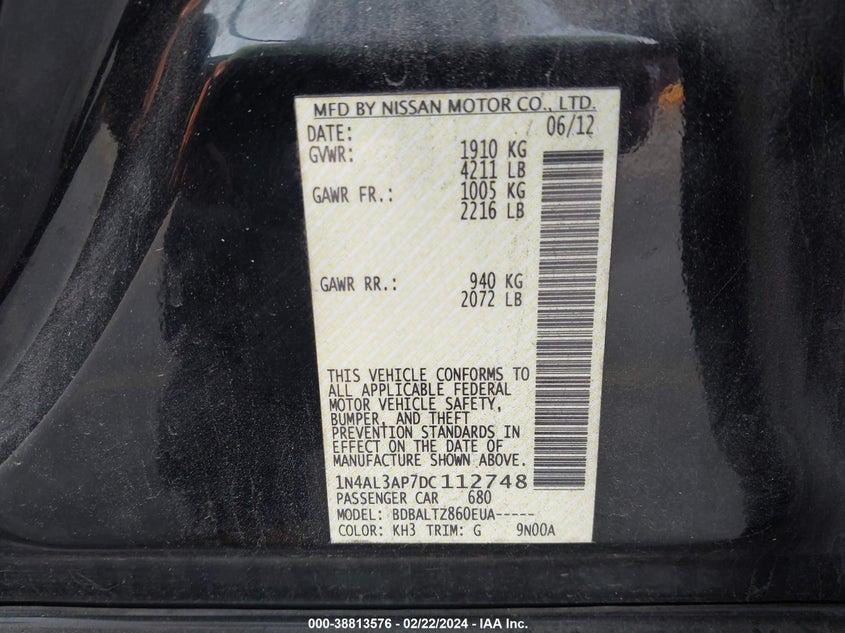 MFD BY NISSAN MOTOR CO., LTD.
DATE: 06/12
GVWR: 1910 KG
4211 LB
GAWR FR.: 1005 KG
2216 LB
GAWR RR.: 940 KG
2072 LB
THIS VEHICLE CONFORMS TO
ALL APPLICABLE FEDERAL
MOTOR VEHICLE SAFETY,
BUMPER, AND THEFT
PREVENTION STANDARDS IN
EFFECT ON THE DATE OF
MANUFACTURE SHOWN ABOVE.
1N4AL3AP7DC112748
PASSENGER CAR 680
MODEL: BDBALTZ860EUA-----
COLOR: KH3 TRIM: G 9N00A
000-38813576 - 02/22/2024 - IAA Inc.